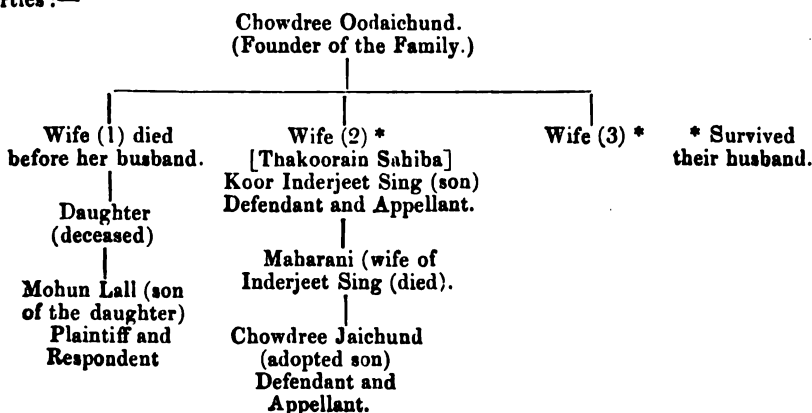 rties :—
Chowdree Oodaichund.
(Founder of the Family.)
Wife (1) died
before her busband.
Daughter
(deceased)
Mohun Lall (son
of the daughter)
Plaintiff and
Respondent
Wife (2) *
[Thakoorain Sahiba]
Koor Inderjeet Sing (son)
Defendant and Appellant.
Maharani (wife of
Inderjeet Sing (died).
Chowdree Jaichund
(adopted son)
Defendant and
Appellant.
Wife (3) *
* Survived
their husband.